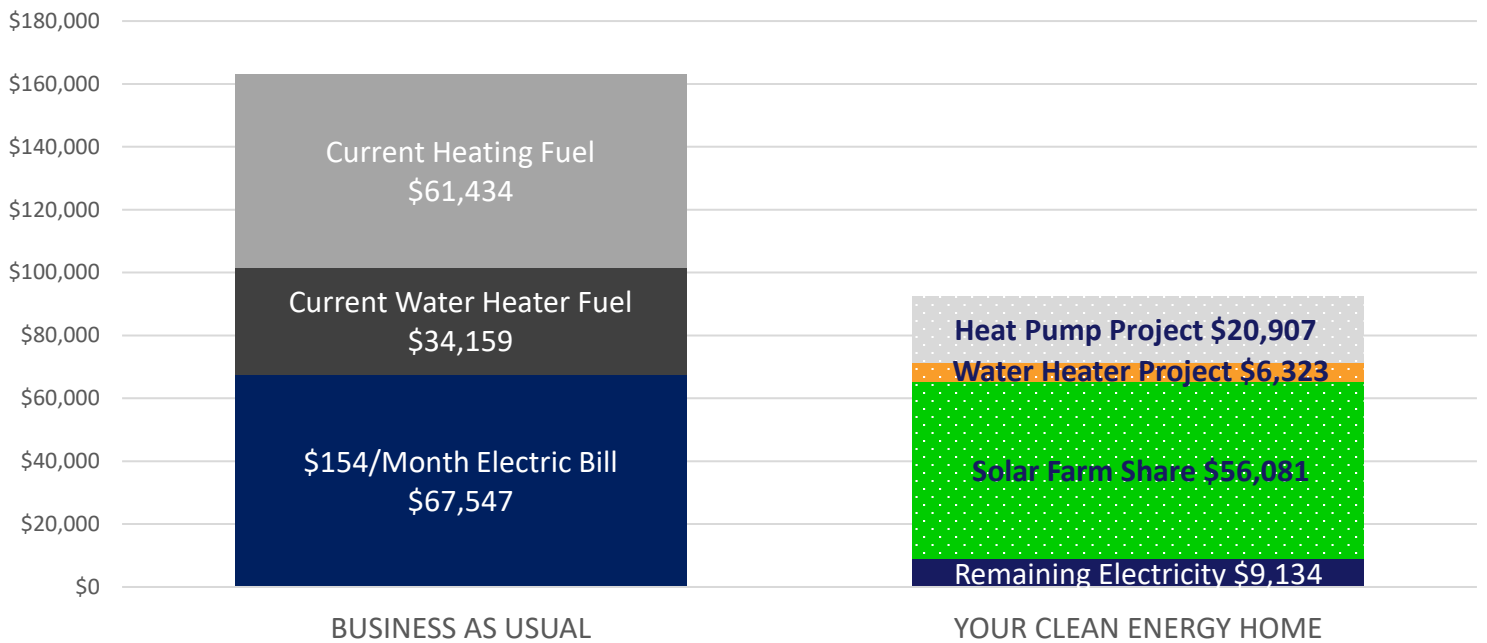 $180,000
$160,000
$140,000
$120,000
$100,000
$80,000
$60,000
$40,000
$20,000
$0
Current Heating Fuel
$61,434
Current Water Heater Fuel
$34,159
$154/Month Electric Bill
$67,547
BUSINESS AS USUAL
Heat Pump Project $20,907
Water Heater Project $6,323
Solar Farm Share $56,081
Remaining Electricity $9,134
YOUR CLEAN ENERGY HOME